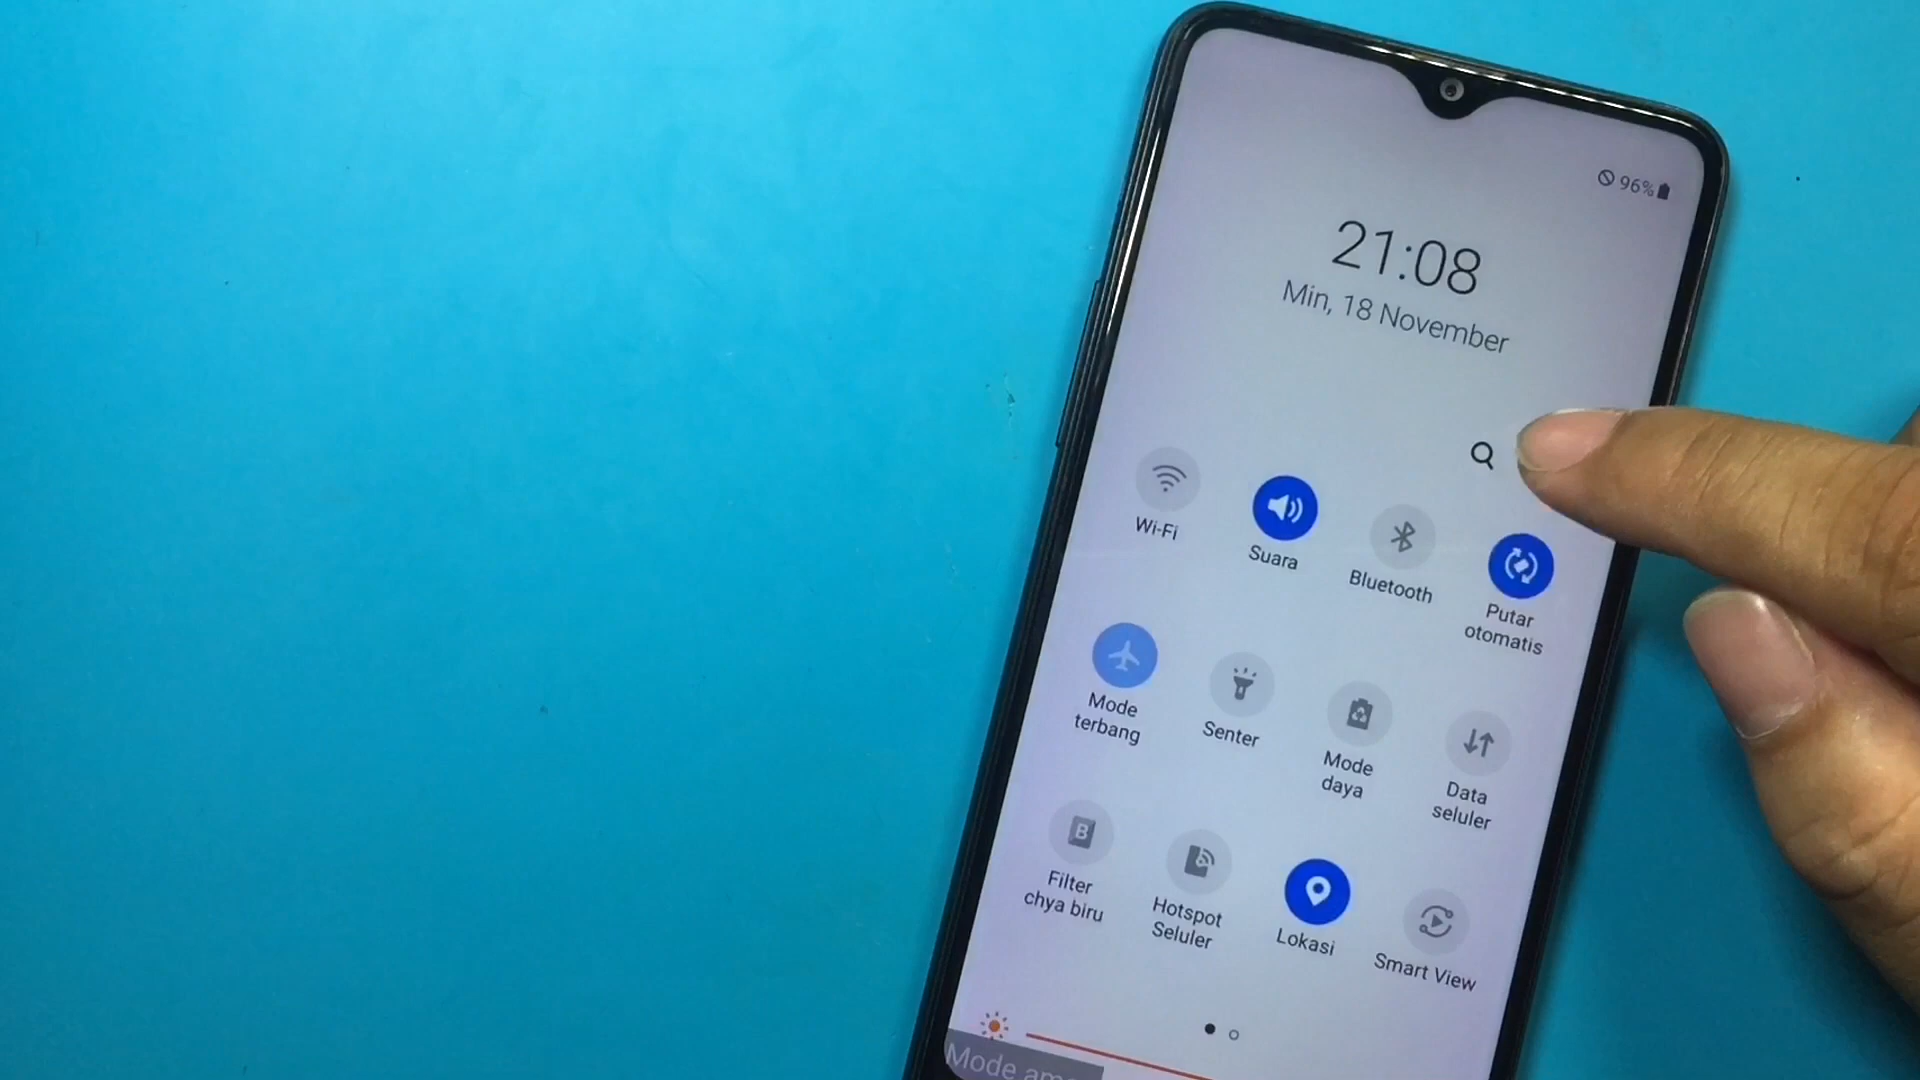 96%
21:08
Min, 18 November
Wi-Fi
Suara
Bluetooth
Putar
otomatis
Mode
terbang
Senter
Mode
daya
Data
seluler
Filter
chya biru
Hotspot
Seluler
Lokasi
Smart View
Mode